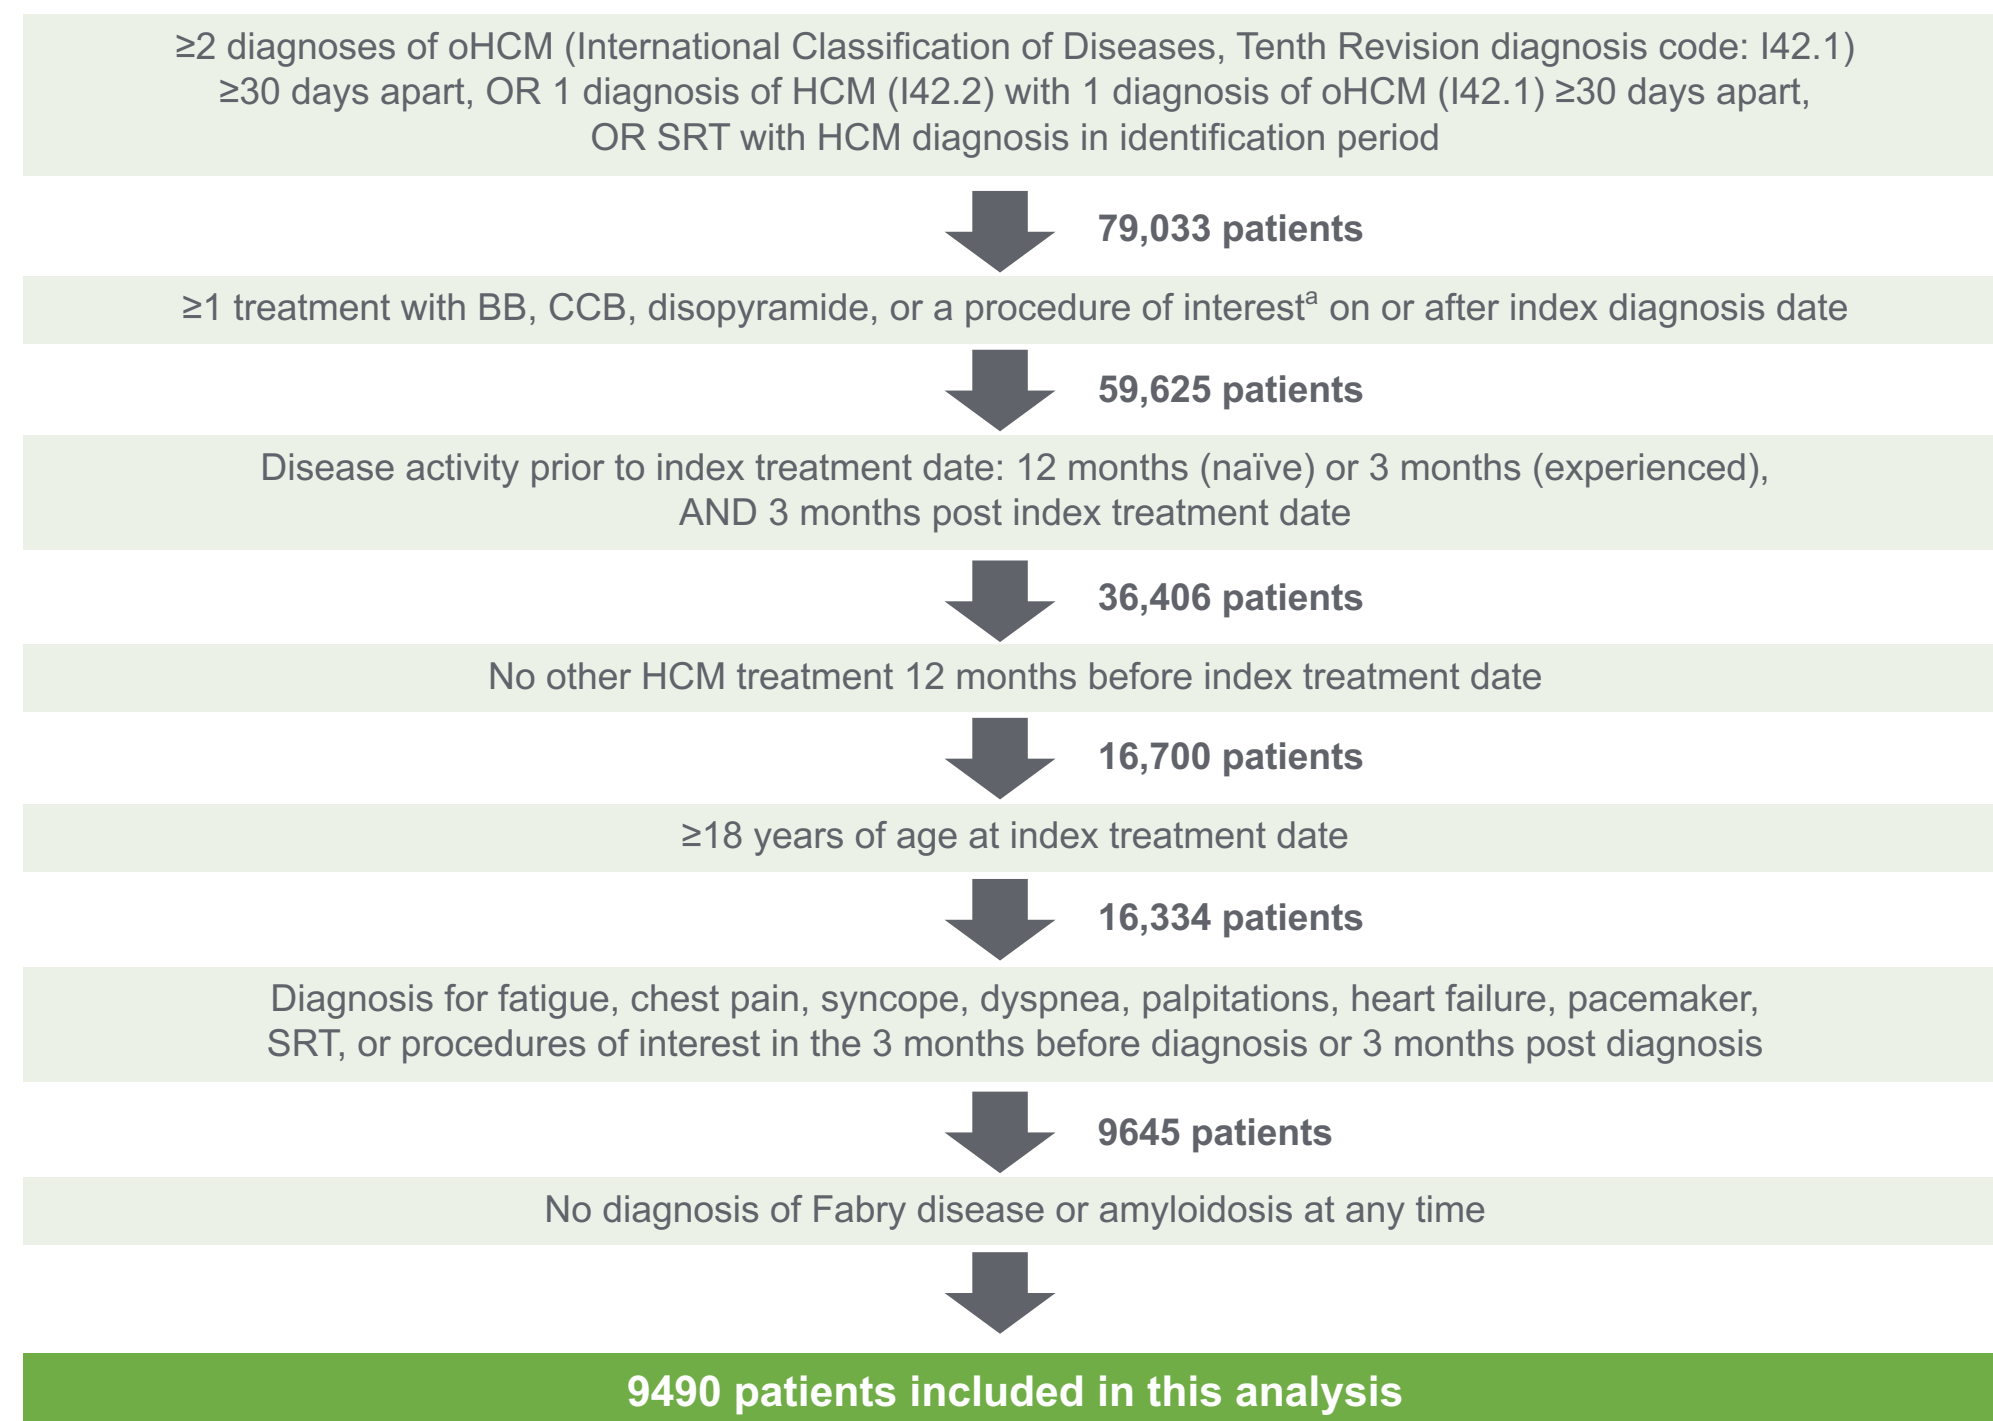 ≥2 diagnoses of oHCM (International Classification of Diseases, Tenth Revision diagnosis code: I42.1)
≥30 days apart, OR 1 diagnosis of HCM (I42.2) with 1 diagnosis of oHCM (I42.1) ≥30 days apart,
OR SRT with HCM diagnosis in identification period
79,033 patients
≥1 treatment with BB, CCB, disopyramide, or a procedure of interestᵃ on or after index diagnosis date
59,625 patients
Disease activity prior to index treatment date: 12 months (naïve) or 3 months (experienced),
AND 3 months post index treatment date
36,406 patients
No other HCM treatment 12 months before index treatment date
16,700 patients
≥18 years of age at index treatment date
16,334 patients
Diagnosis for fatigue, chest pain, syncope, dyspnea, palpitations, heart failure, pacemaker,
SRT, or procedures of interest in the 3 months before diagnosis or 3 months post diagnosis
9645 patients
No diagnosis of Fabry disease or amyloidosis at any time
9490 patients included in this analysis